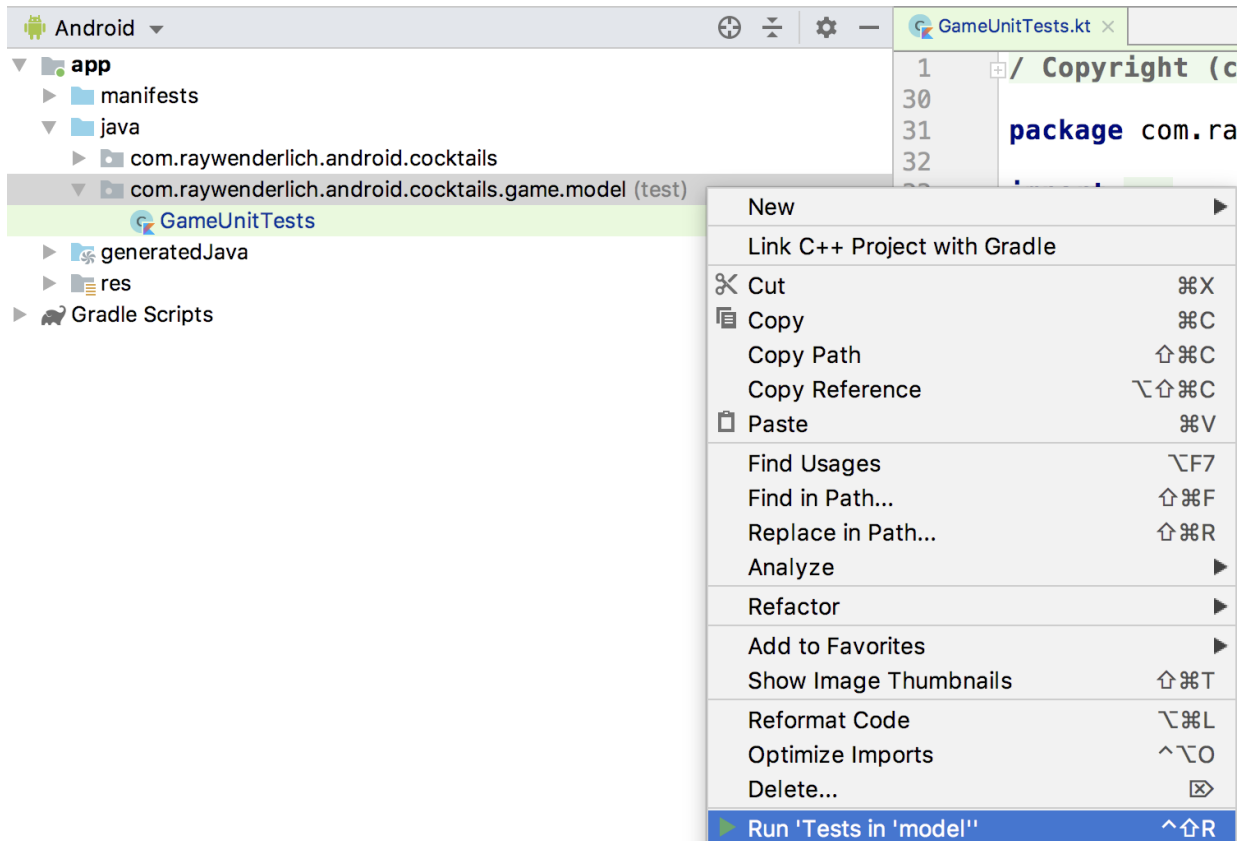 Android
GameUnitTests.kt
app
manifests
java
com.raywenderlich.android.cocktails
com.raywenderlich.android.cocktails.game.model (test)
GameUnitTests
generatedJava
res
Gradle Scripts
1 / Copyright (c
30
31 package com.ra
32
New
Link C++ Project with Gradle
Cut ⌘X
Copy ⌘C
Copy Path ⇧⌘C
Copy Reference ⌥⇧⌘C
Paste ⌘V
Find Usages ⌥F7
Find in Path... ⇧⌘F
Replace in Path... ⇧⌘R
Analyze
Refactor
Add to Favorites
Show Image Thumbnails ⇧⌘T
Reformat Code ⌥⌘L
Optimize Imports ^⌥O
Delete... ⌦
Run 'Tests in 'model'' ^⇧R